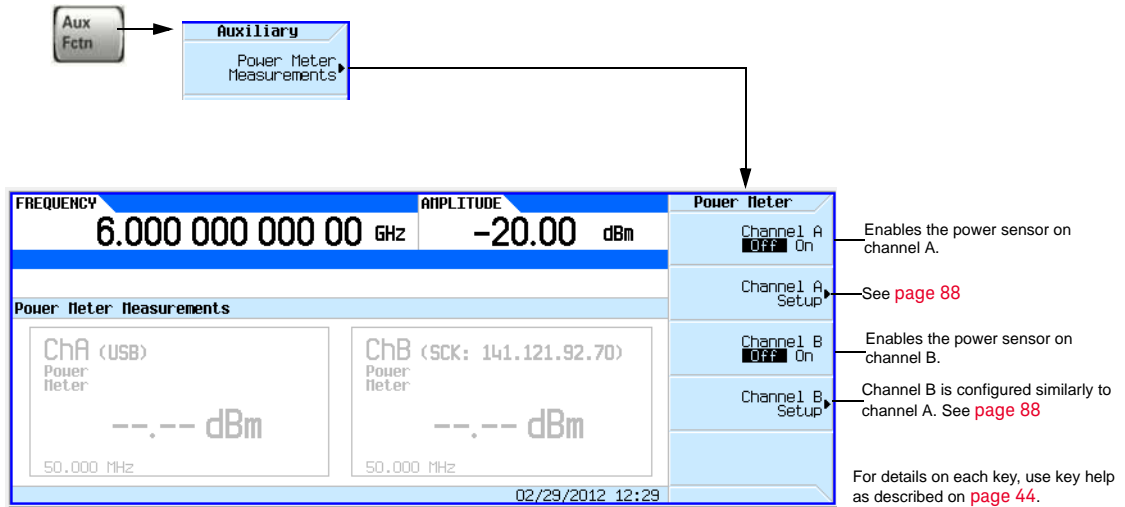 Aux
Fctn
Auxiliary
Power Meter
Measurements
FREQUENCY
6.000 000 000 00 GHz
AMPLITUDE
-20.00 dBm
Power Meter Measurements
ChA (USB)
Power
Meter
--.-- dBm
50.000 MHz
ChB (SCK: 141.121.92.70)
Power
Meter
--.-- dBm
50.000 MHz
02/29/2012 12:29
Power Meter
Channel A
Off On
Enables the power sensor on
channel A.
Channel A
Setup
See page 88
Channel B
Off On
Enables the power sensor on
channel B.
Channel B
Setup
Channel B is configured similarly to
channel A. See page 88
For details on each key, use key help
as described on page 44.